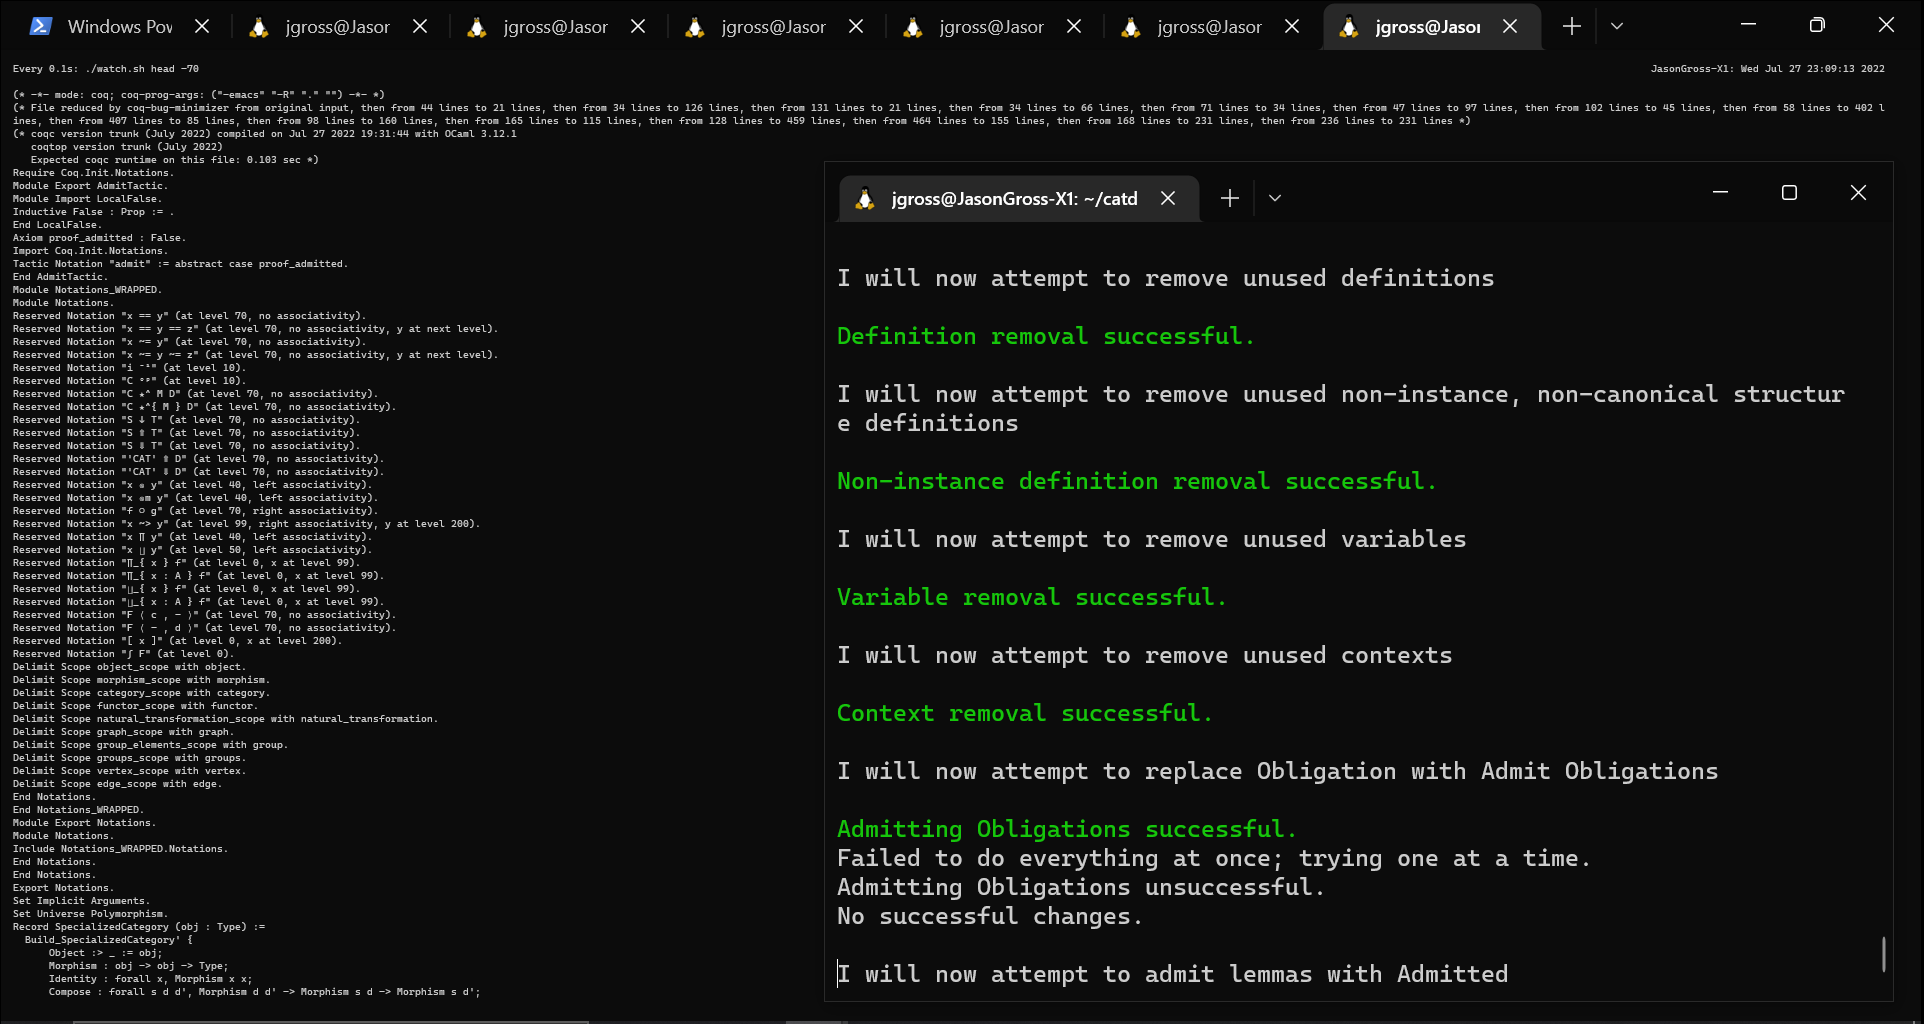 Windows Pov
jgross@Jasor
jgross@Jasor
jgross@Jasor
jgross@Jasor
jgross@Jasor
jgross@Jasor
Every 0.1s: ./watch.sh head -70
JasonGross-X1: Wed Jul 27 23:09:13 2022
(* -*- mode: coq; coq-prog-args: ("-emacs" "-R" "." "") -*- *)
(* File reduced by coq-bug-minimizer from original input, then from 44 lines to 21 lines, then from 34 lines to 126 lines, then from 131 lines to 21 lines, then from 34 lines to 66 lines, then from 71 lines to 34 lines, then from 47 lines to 97 lines, then from 102 lines to 45 lines, then from 58 lines to 402 l
ines, then from 407 lines to 85 lines, then from 98 lines to 160 lines, then from 165 lines to 115 lines, then from 128 lines to 459 lines, then from 464 lines to 155 lines, then from 168 lines to 231 lines, then from 236 lines to 231 lines *)
(* coqc version trunk (July 2022) compiled on Jul 27 2022 19:31:44 with OCaml 3.12.1
coqtop version trunk (July 2022)
Expected coqc runtime on this file: 0.103 sec *)
Require Coq.Init.Notations.
Module Export AdmitTactic.
Module Import LocalFalse.
Inductive False : Prop := .
End LocalFalse.
Axiom proof_admitted : False.
Import Coq.Init.Notations.
Tactic Notation "admit" := abstract case proof_admitted.
End AdmitTactic.
Module Notations_WRAPPED.
Module Notations.
Reserved Notation "x == y" (at level 70, no associativity).
Reserved Notation "x == y == z" (at level 70, no associativity, y at next level).
Reserved Notation "x ~= y" (at level 70, no associativity).
Reserved Notation "x ~= y ~= z" (at level 70, no associativity, y at next level).
Reserved Notation "i ⁻¹" (at level 10).
Reserved Notation "C ᵒᵖ" (at level 10).
Reserved Notation "C ★^ M D" (at level 70, no associativity).
Reserved Notation "C ★^{ M } D" (at level 70, no associativity).
Reserved Notation "S ↓ T" (at level 70, no associativity).
Reserved Notation "S ⇑ T" (at level 70, no associativity).
Reserved Notation "S ⇓ T" (at level 70, no associativity).
Reserved Notation "'CAT' ⇑ D" (at level 70, no associativity).
Reserved Notation "'CAT' ⇓ D" (at level 70, no associativity).
Reserved Notation "x ⊗ y" (at level 40, left associativity).
Reserved Notation "x ⊗m y" (at level 40, left associativity).
Reserved Notation "f ○ g" (at level 70, right associativity).
Reserved Notation "x ~> y" (at level 99, right associativity, y at level 200).
Reserved Notation "x ∏ y" (at level 40, left associativity).
Reserved Notation "x ∐ y" (at level 50, left associativity).
Reserved Notation "∏_{ x } f" (at level 0, x at level 99).
Reserved Notation "∏_{ x : A } f" (at level 0, x at level 99).
Reserved Notation "∐_{ x } f" (at level 0, x at level 99).
Reserved Notation "∐_{ x : A } f" (at level 0, x at level 99).
Reserved Notation "F ⟨ c , - ⟩" (at level 70, no associativity).
Reserved Notation "F ⟨ - , d ⟩" (at level 70, no associativity).
Reserved Notation "[ x ]" (at level 0, x at level 200).
Reserved Notation "∫ F" (at level 0).
Delimit Scope object_scope with object.
Delimit Scope morphism_scope with morphism.
Delimit Scope category_scope with category.
Delimit Scope functor_scope with functor.
Delimit Scope natural_transformation_scope with natural_transformation.
Delimit Scope graph_scope with graph.
Delimit Scope group_elements_scope with group.
Delimit Scope groups_scope with groups.
Delimit Scope vertex_scope with vertex.
Delimit Scope edge_scope with edge.
End Notations.
End Notations_WRAPPED.
Module Export Notations.
Module Notations.
Include Notations_WRAPPED.Notations.
End Notations.
End Notations.
Export Notations.
Set Implicit Arguments.
Set Universe Polymorphism.
Record SpecializedCategory (obj : Type) :=
Build_SpecializedCategory' {
Object :> _ := obj;
Morphism : obj -> obj -> Type;
Identity : forall x, Morphism x x;
Compose : forall s d d', Morphism d d' -> Morphism s d -> Morphism s d';
jgross@JasonGross-X1: ~/catd
I will now attempt to remove unused definitions
Definition removal successful.
I will now attempt to remove unused non-instance, non-canonical structur
e definitions
Non-instance definition removal successful.
I will now attempt to remove unused variables
Variable removal successful.
I will now attempt to remove unused contexts
Context removal successful.
I will now attempt to replace Obligation with Admit Obligations
Admitting Obligations successful.
Failed to do everything at once; trying one at a time.
Admitting Obligations unsuccessful.
No successful changes.
I will now attempt to admit lemmas with Admitted